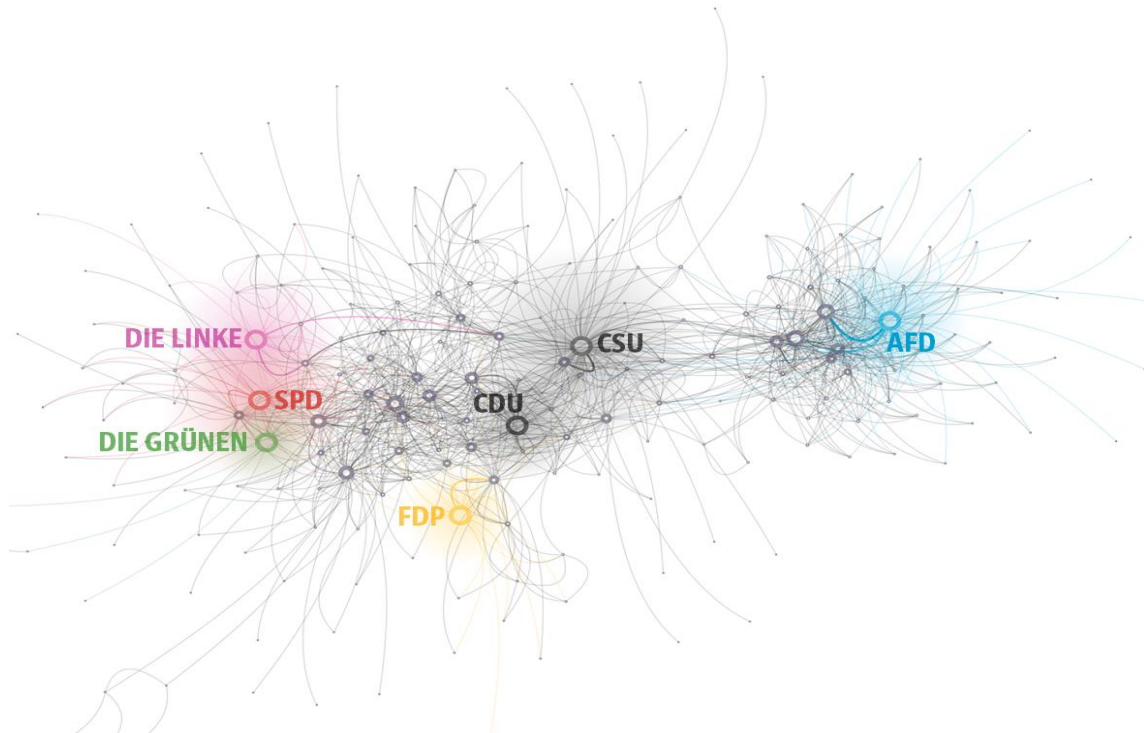 DIE LINKE
CSU
AFD
SPD
CDU
DIE GRÜNEN
FDP